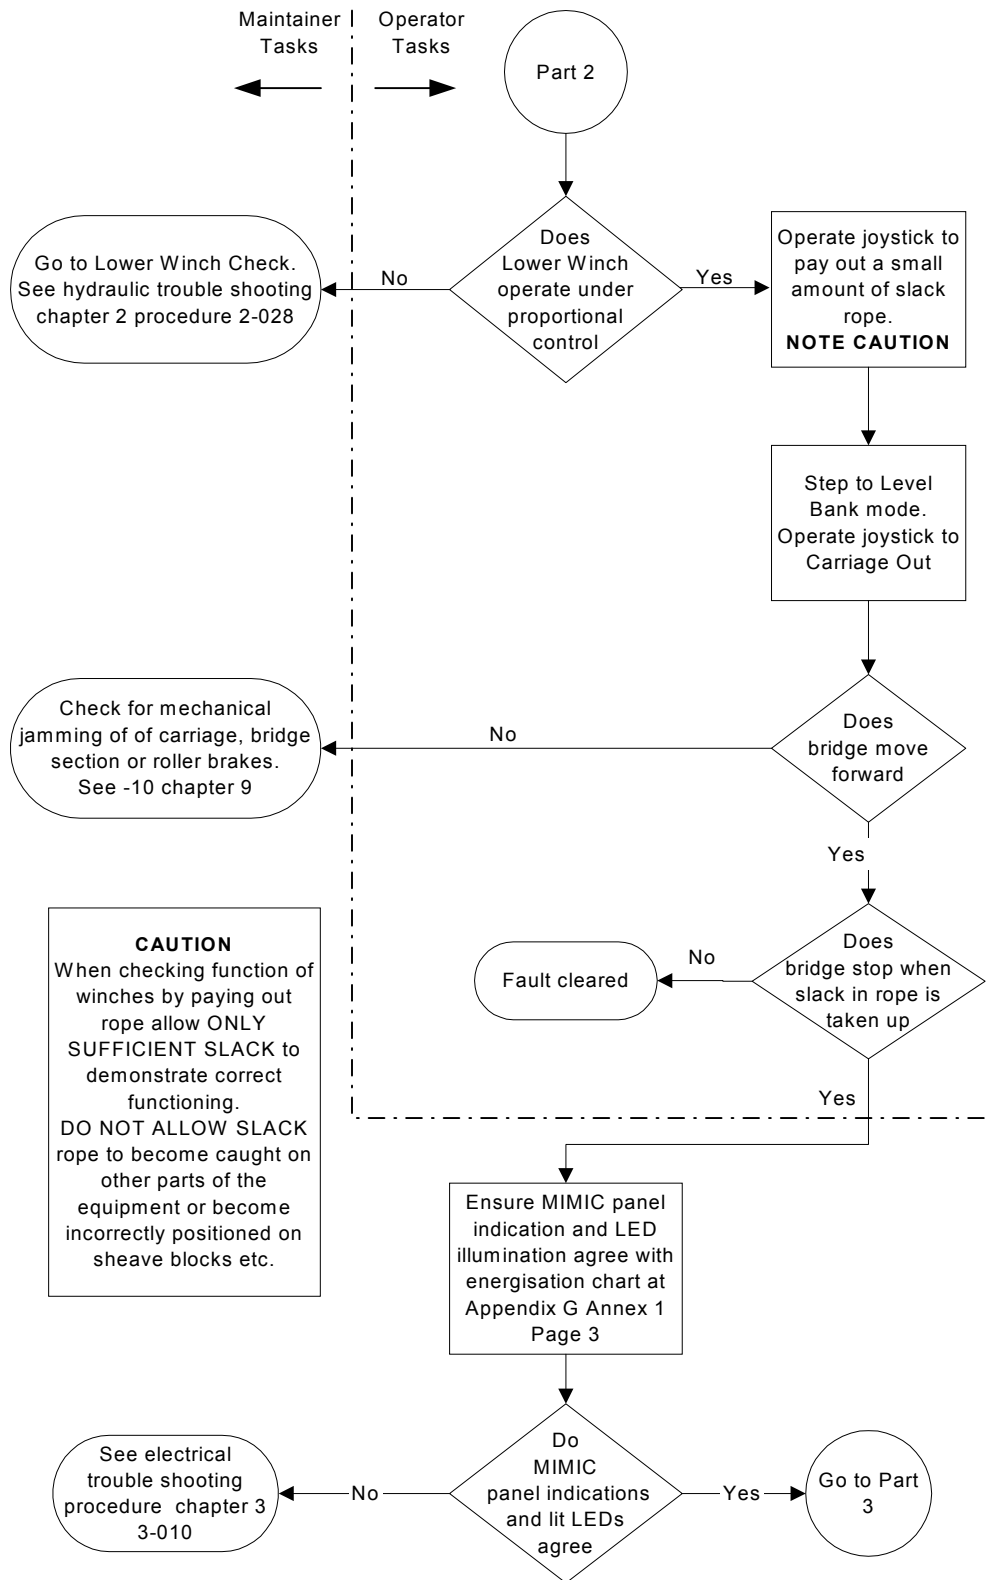 Maintainer
Tasks
Operator
Tasks
Part 2
Does
Lower Winch
operate under
proportional
control
No
Yes
Go to Lower Winch Check.
See hydraulic trouble shooting
chapter 2 procedure 2-028
Operate joystick to
pay out a small
amount of slack
rope.
NOTE CAUTION
Step to Level
Bank mode.
Operate joystick to
Carriage Out
Does
bridge move
forward
No
Check for mechanical
jamming of of carriage, bridge
section or roller brakes.
See -10 chapter 9
Yes
Does
bridge stop when
slack in rope is
taken up
No
Fault cleared
Yes
CAUTION
When checking function of
winches by paying out
rope allow ONLY
SUFFICIENT SLACK to
demonstrate correct
functioning.
DO NOT ALLOW SLACK
rope to become caught on
other parts of the
equipment or become
incorrectly positioned on
sheave blocks etc.
Ensure MIMIC panel
indication and LED
illumination agree with
energisation chart at
Appendix G Annex 1
Page 3
Do
MIMIC
panel indications
and lit LEDs
agree
No
See electrical
trouble shooting
procedure chapter 3
3-010
Yes
Go to Part
3